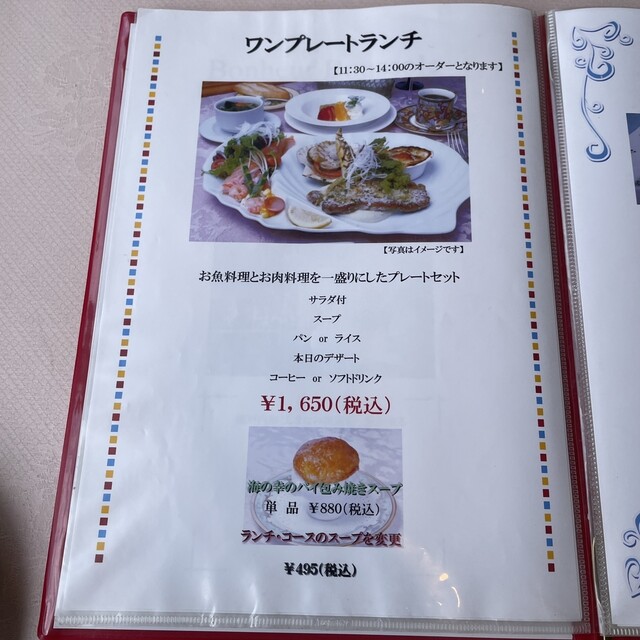 ワンプレートランチ
【11:30～14:00のオーダーとなります】
【写真はイメージです】
お魚料理とお肉料理を一盛りにしたプレートセット
サラダ付
スープ
パン or ライス
本日のデザート
コーヒー or ソフトドリンク
￥1,650(税込)
海の幸のパイ包み焼きスープ
単 品 ￥880(税込)
ランチ・コースのスープを変更
￥495(税込)